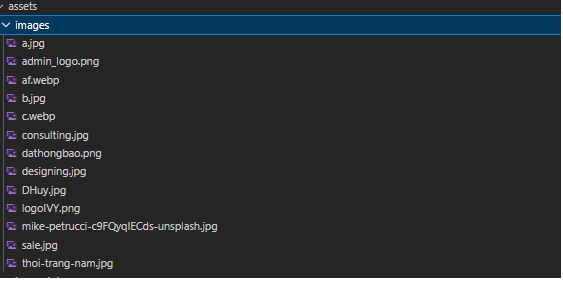 assets
images
a.jpg
admin_logo.png
af.webp
b.jpg
c.webp
consulting.jpg
dathongbao.png
designing.jpg
DHuy.jpg
logoIVY.png
mike-petrucci-c9FQyqIECds-unsplash.jpg
sale.jpg
thoi-trang-nam.jpg